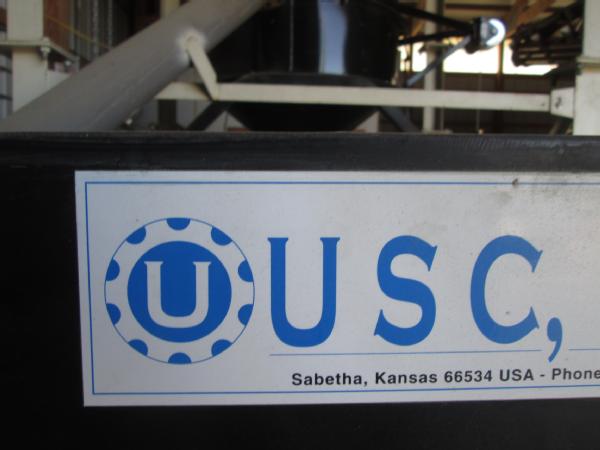 U USC,
Sabetha, Kansas 66534 USA - Phone